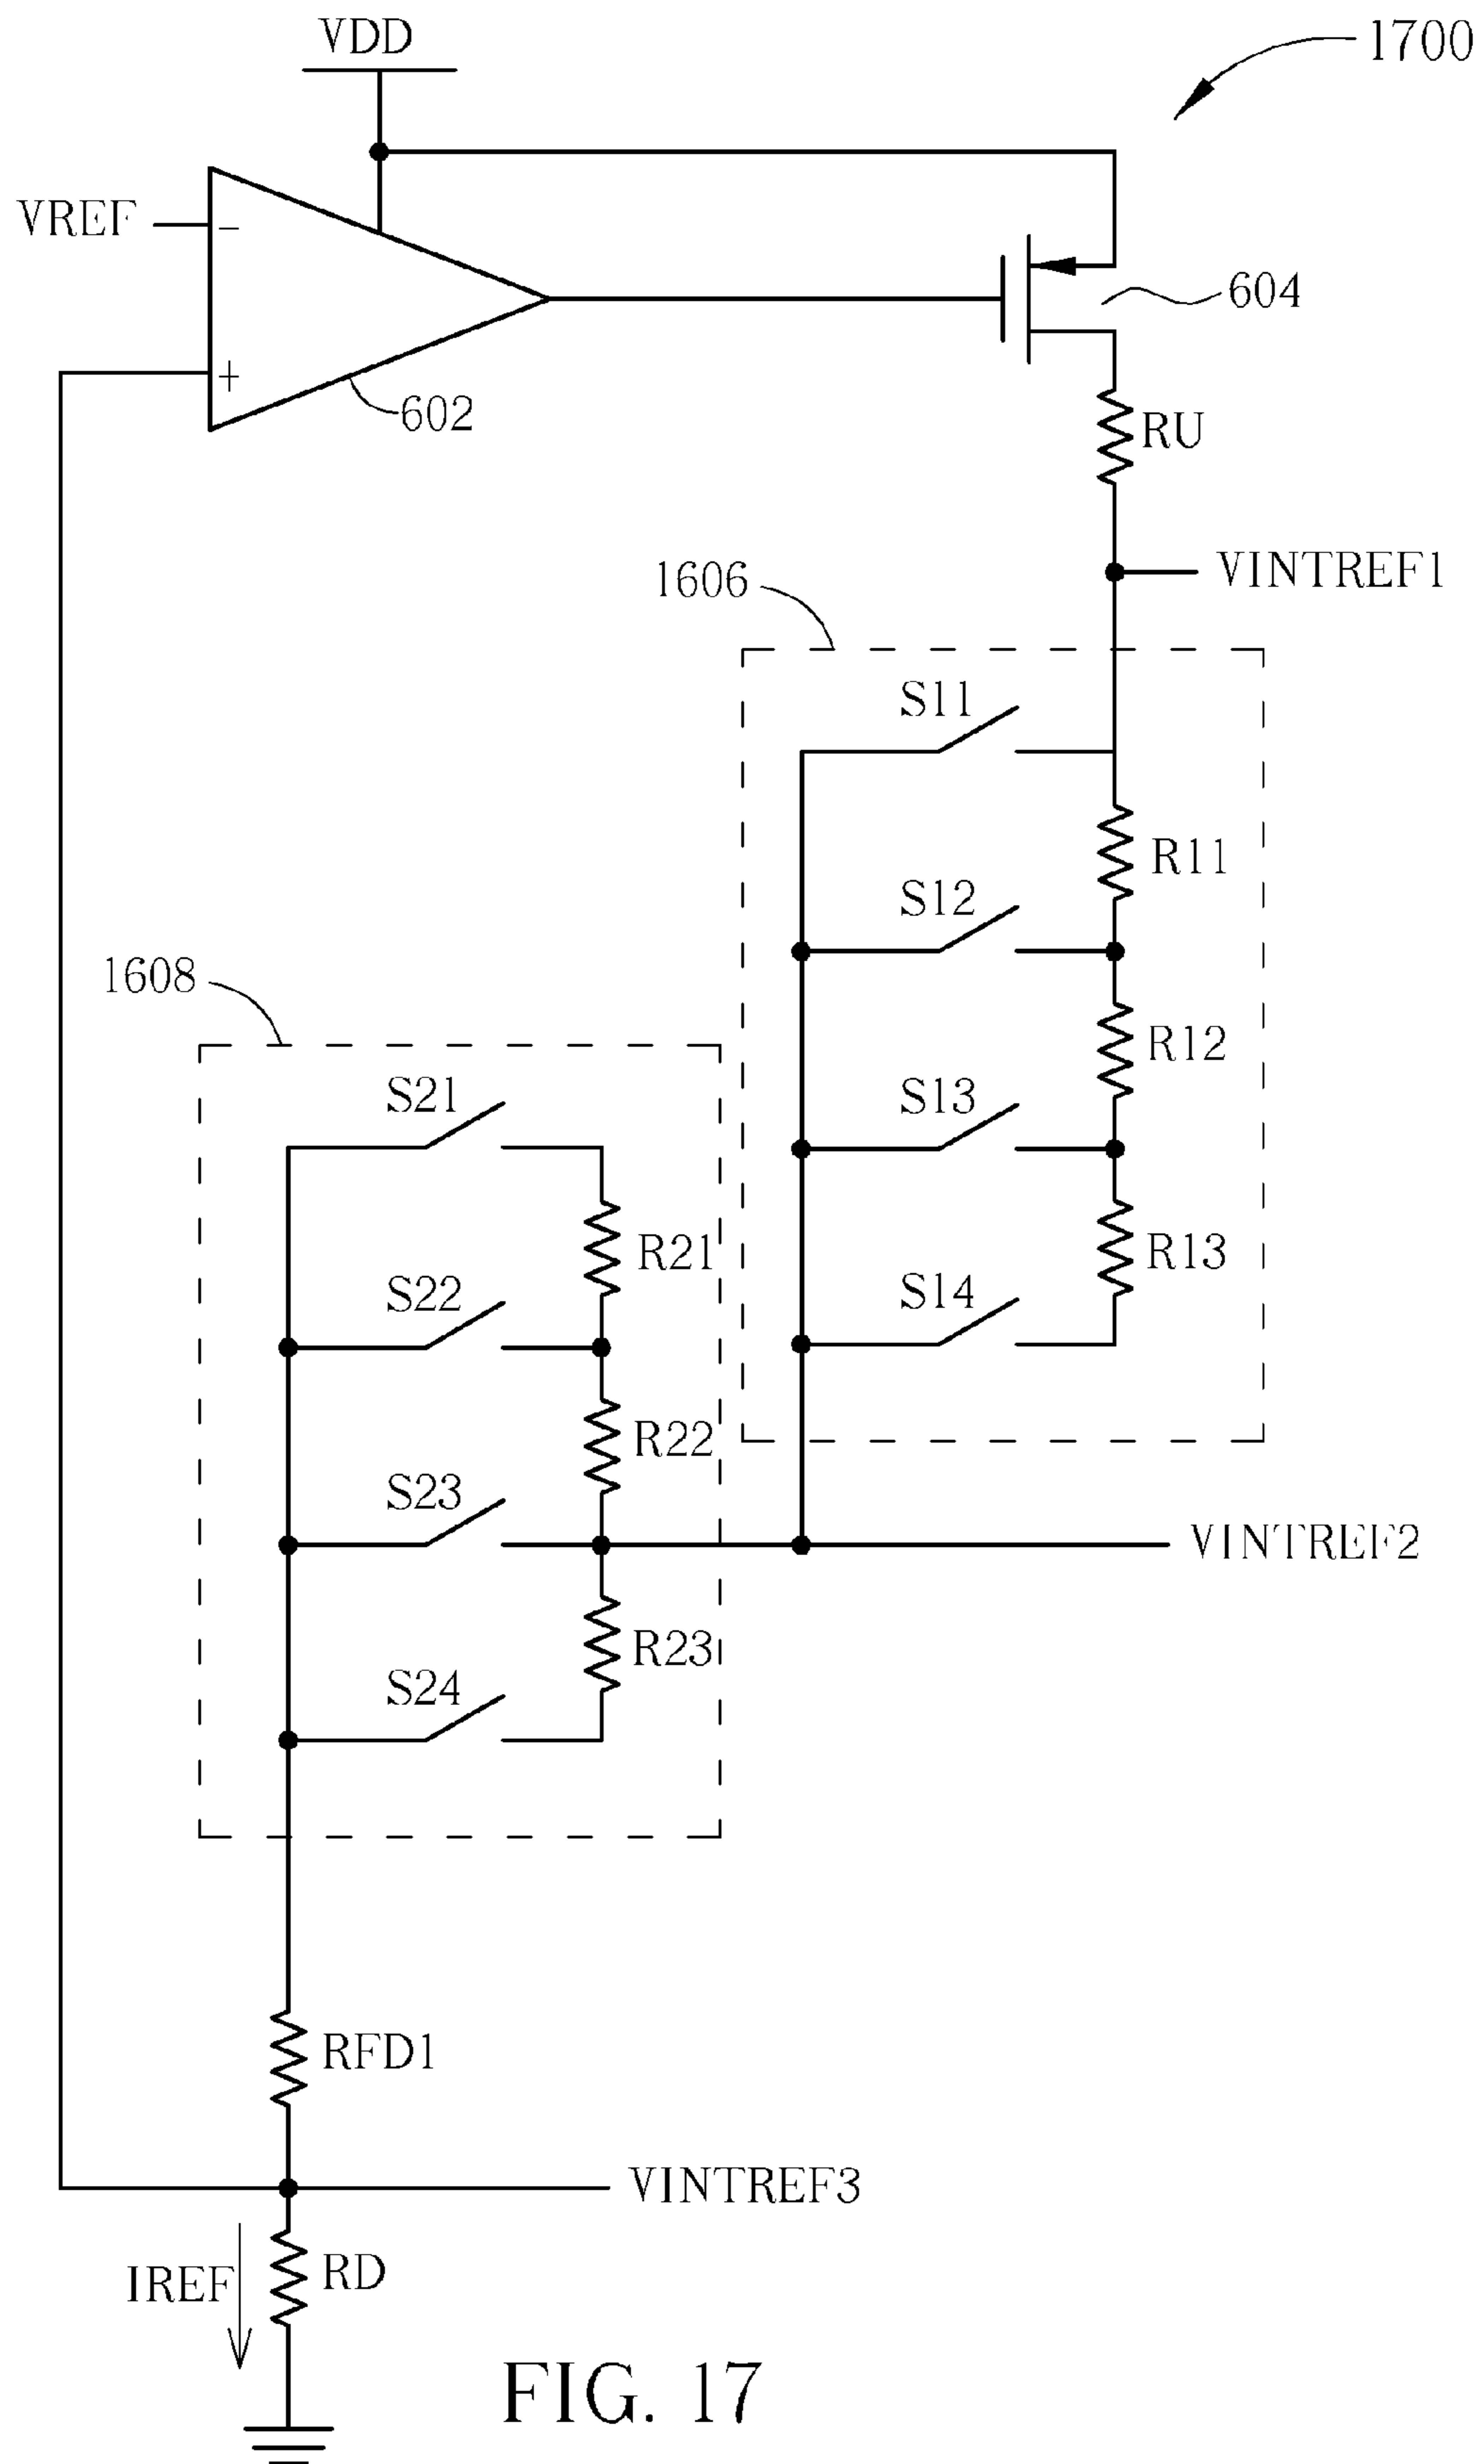 VDD
1700
VREF
−
+
602
604
RU
VINTREF1
1606
S11
R11
S12
1608
R12
S13
S21
R13
R21
S14
S22
R22
S23
VINTREF2
R23
S24
RFD1
VINTREF3
IREF
RD
FIG. 17